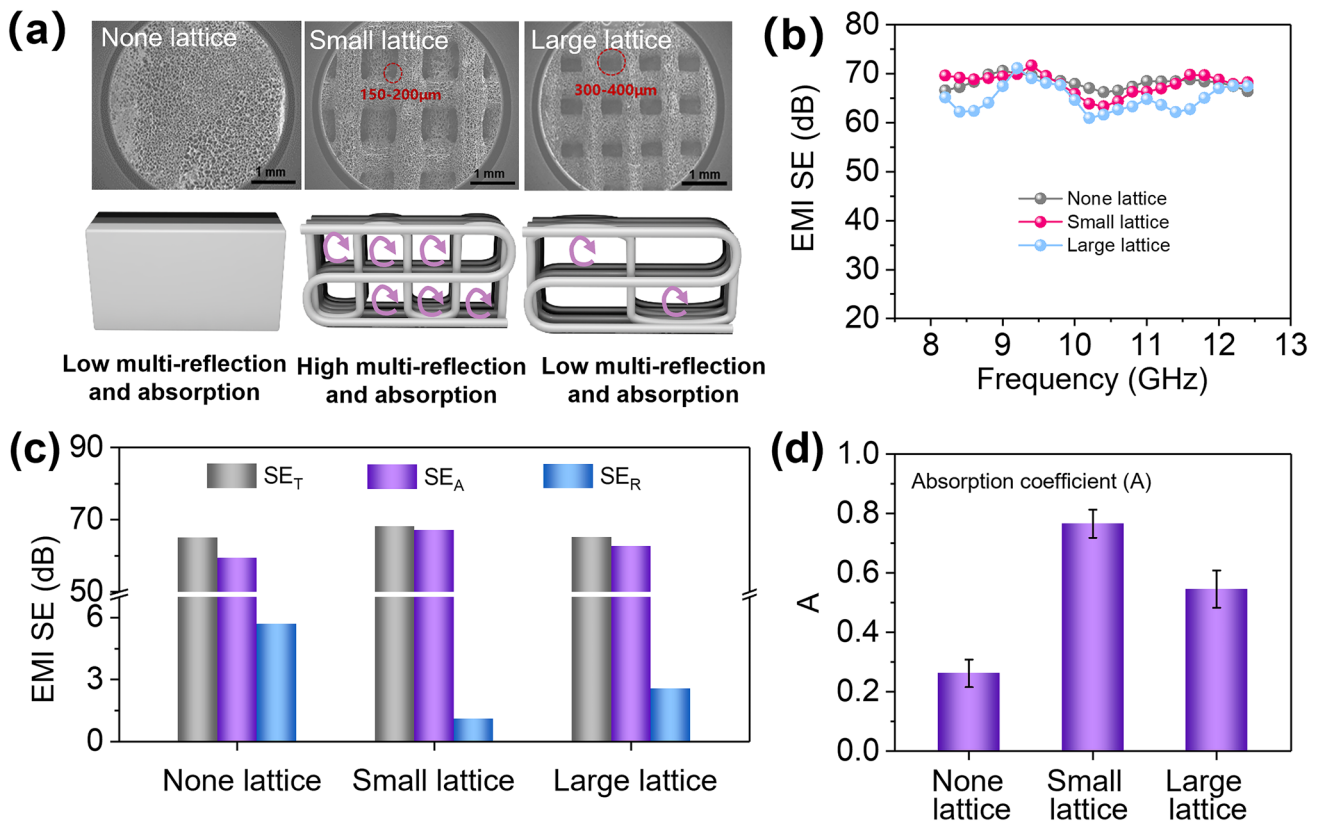 (a)
None lattice
Small lattice
Large lattice
150-200μm
300-400μm
1 mm
1 mm
1 mm
Low multi-reflection
and absorption
High multi-reflection
and absorption
Low multi-reflection
and absorption
(b)
EMI SE (dB)
80
70
60
50
40
30
20
None lattice
Small lattice
Large lattice
8
9
10
11
12
13
Frequency (GHz)
(c)
EMI SE (dB)
90
70
50
6
3
0
SET
SEA
SER
None lattice
Small lattice
Large lattice
(d)
A
1.0
0.8
0.6
0.4
0.2
0.0
Absorption coefficient (A)
None
lattice
Small
lattice
Large
lattice